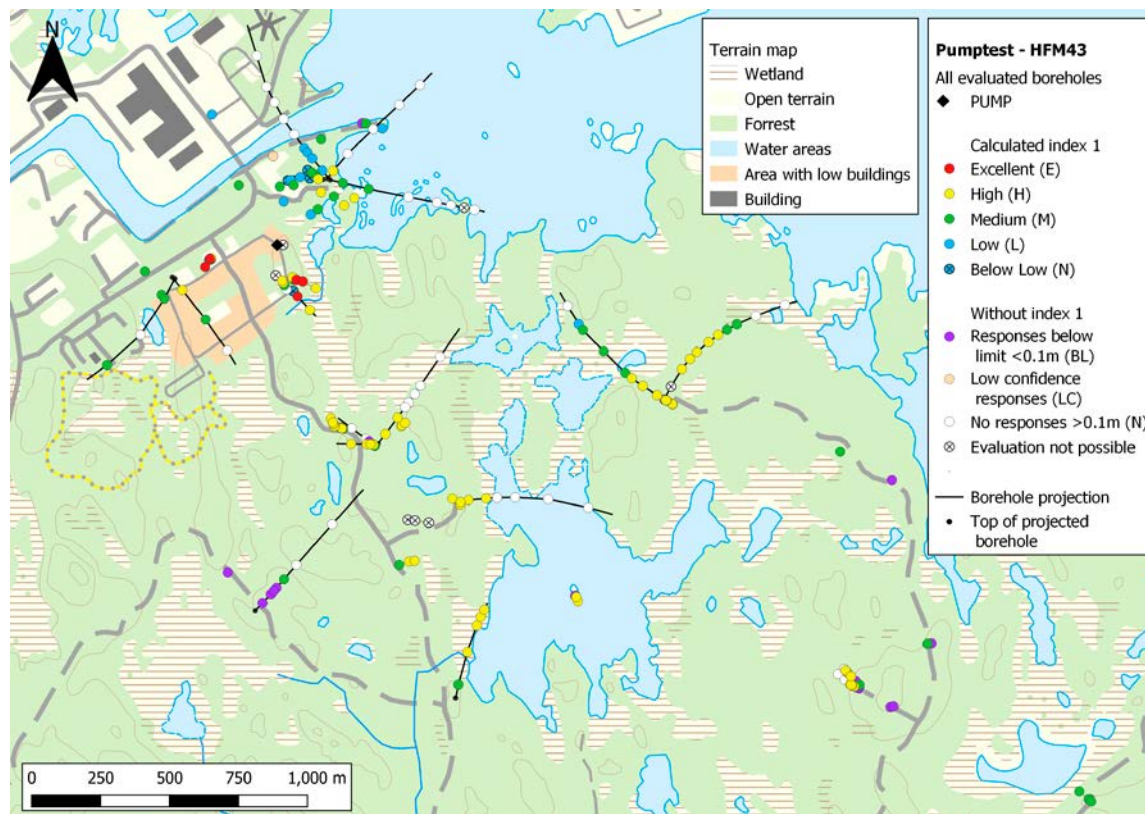 N
Terrain map
Wetland
Open terrain
Forrest
Water areas
Area with low buildings
Building
Pumptest - HFM43
All evaluated boreholes
PUMP
Calculated index 1
Excellent (E)
High (H)
Medium (M)
Low (L)
Below Low (N)
Without index 1
Responses below
limit <0.1m (BL)
Low confidence
responses (LC)
No responses >0.1m (N)
Evaluation not possible
Borehole projection
Top of projected
borehole
0 250 500 750 1,000 m